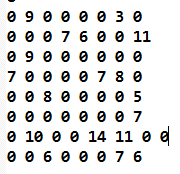 0 9 0 0 0 0 3 0
0 0 0 7 6 0 0 11
0 9 0 0 0 0 0 0
7 0 0 0 0 7 8 0
0 0 8 0 0 0 0 5
0 0 0 0 0 0 0 7
0 10 0 0 14 11 0 0
0 0 6 0 0 0 7 6